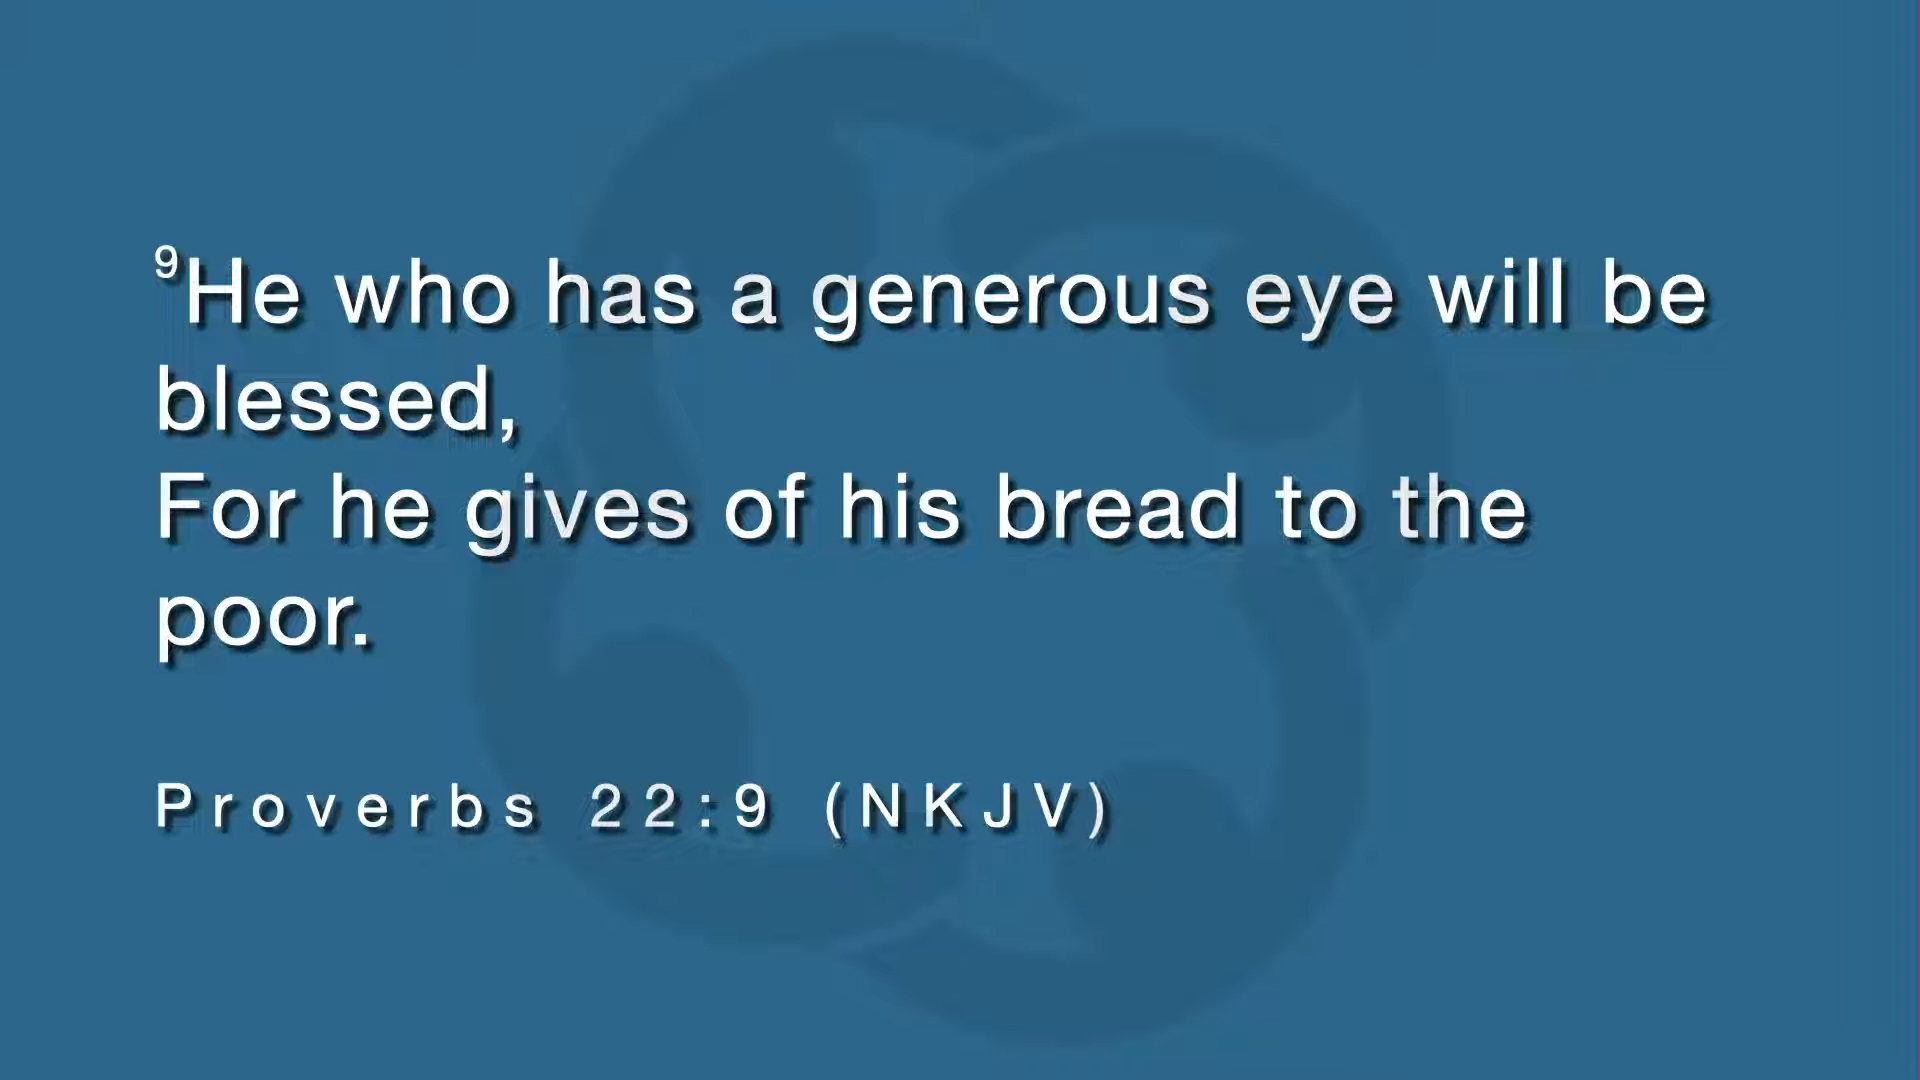 ⁹He who has a generous eye will be
blessed,
For he gives of his bread to the
poor.
Proverbs 22:9 (NKJV)